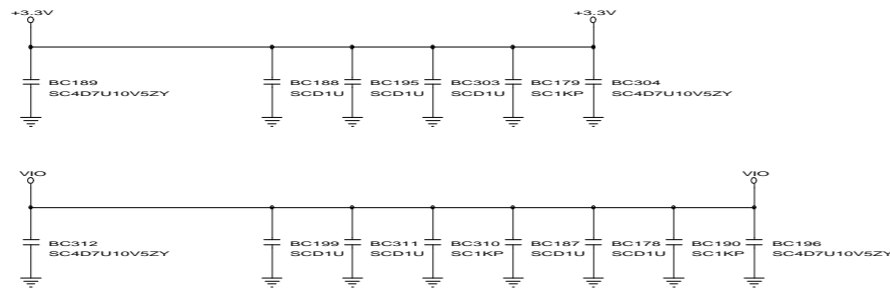 +3.3V +3.3V
BC189 BC188 BC195 BC303 BC179 BC304
SC4D7U10V5ZY SCD1U SCD1U SCD1U SC1KP SC4D7U10V5ZY
VIO VIO
BC312 BC199 BC311 BC310 BC187 BC178 BC190 BC196
SC4D7U10V5ZY SCD1U SCD1U SC1KP SCD1U SCD1U SC1KP SC4D7U10V5ZY